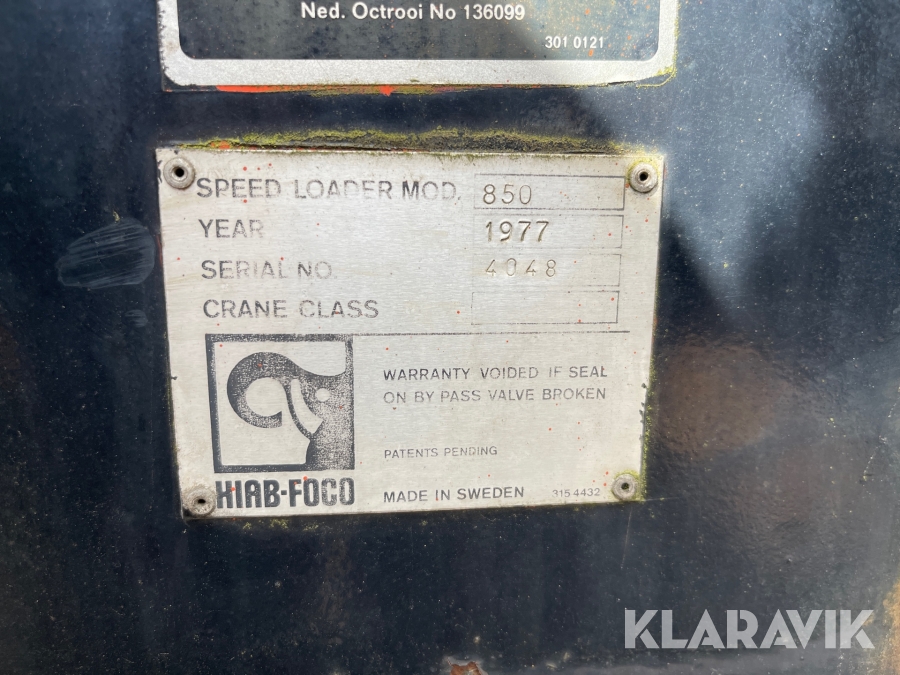 Ned. Octrooi No 136099
301 0121
SPEED LOADER MOD. 850
YEAR 1977
SERIAL NO. 4048
CRANE CLASS
WARRANTY VOIDED IF SEAL
ON BY PASS VALVE BROKEN
PATENTS PENDING
HIAB-FOCO
MADE IN SWEDEN 315 4432
KLARAVIK